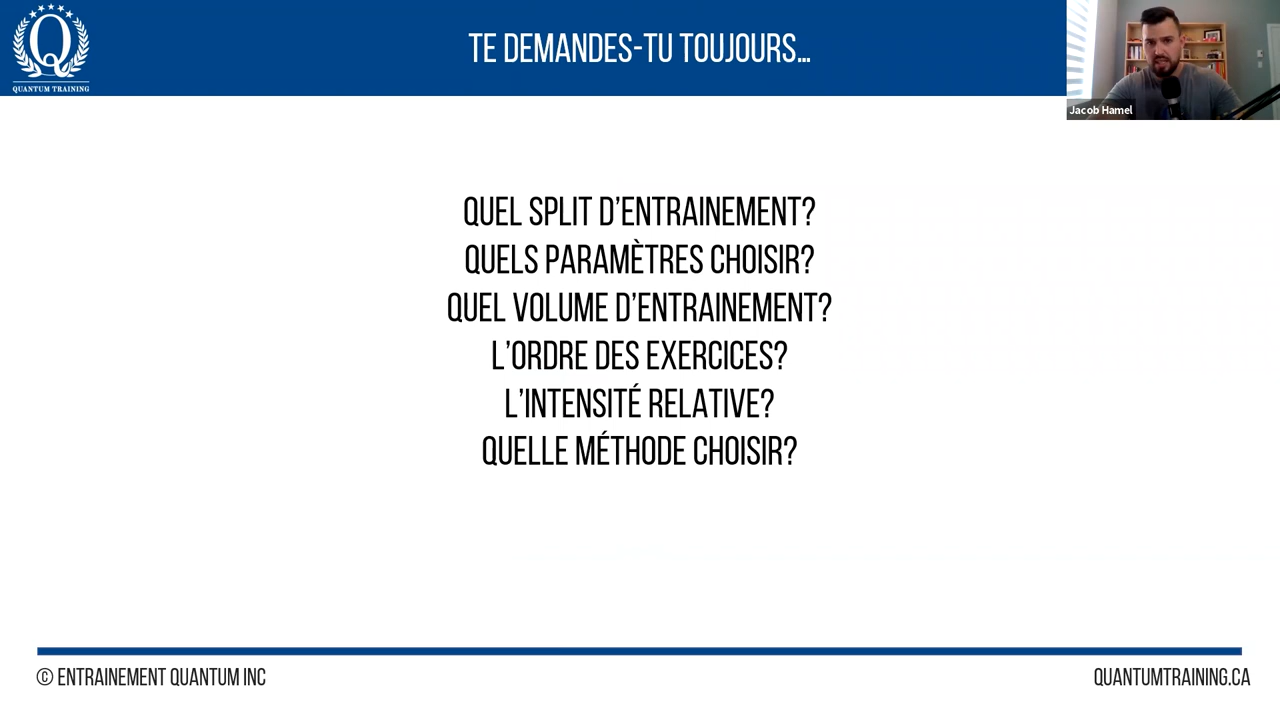 TE DEMANDES-TU TOUJOURS...
Q
QUANTUM TRAINING
Jacob Hamel
QUEL SPLIT D’ENTRAINEMENT?
QUELS PARAMÈTRES CHOISIR?
QUEL VOLUME D’ENTRAINEMENT?
L’ORDRE DES EXERCICES?
L’INTENSITÉ RELATIVE?
QUELLE MÉTHODE CHOISIR?
© ENTRAINEMENT QUANTUM INC
QUANTUMTRAINING.CA